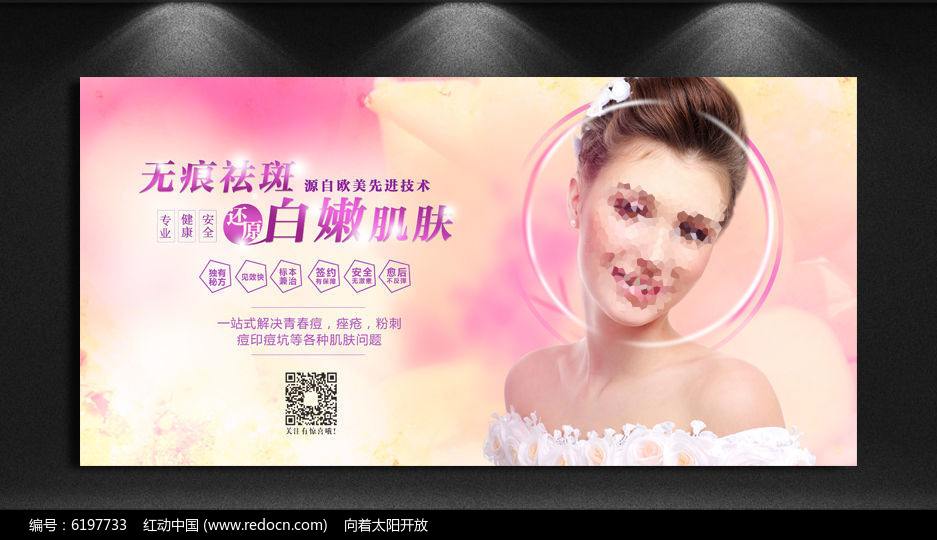 无痕祛斑 源自欧美先进技术
专业 健康 安全 还原 白嫩肌肤
独有秘方 见效快 标本兼治 签约有保障 安全无激素 愈后不反弹
一站式解决青春痘，痤疮，粉刺
痘印痘坑等各种肌肤问题
关注有惊喜哦!
编号：6197733 红动中国 (www.redocn.com) 向着太阳开放